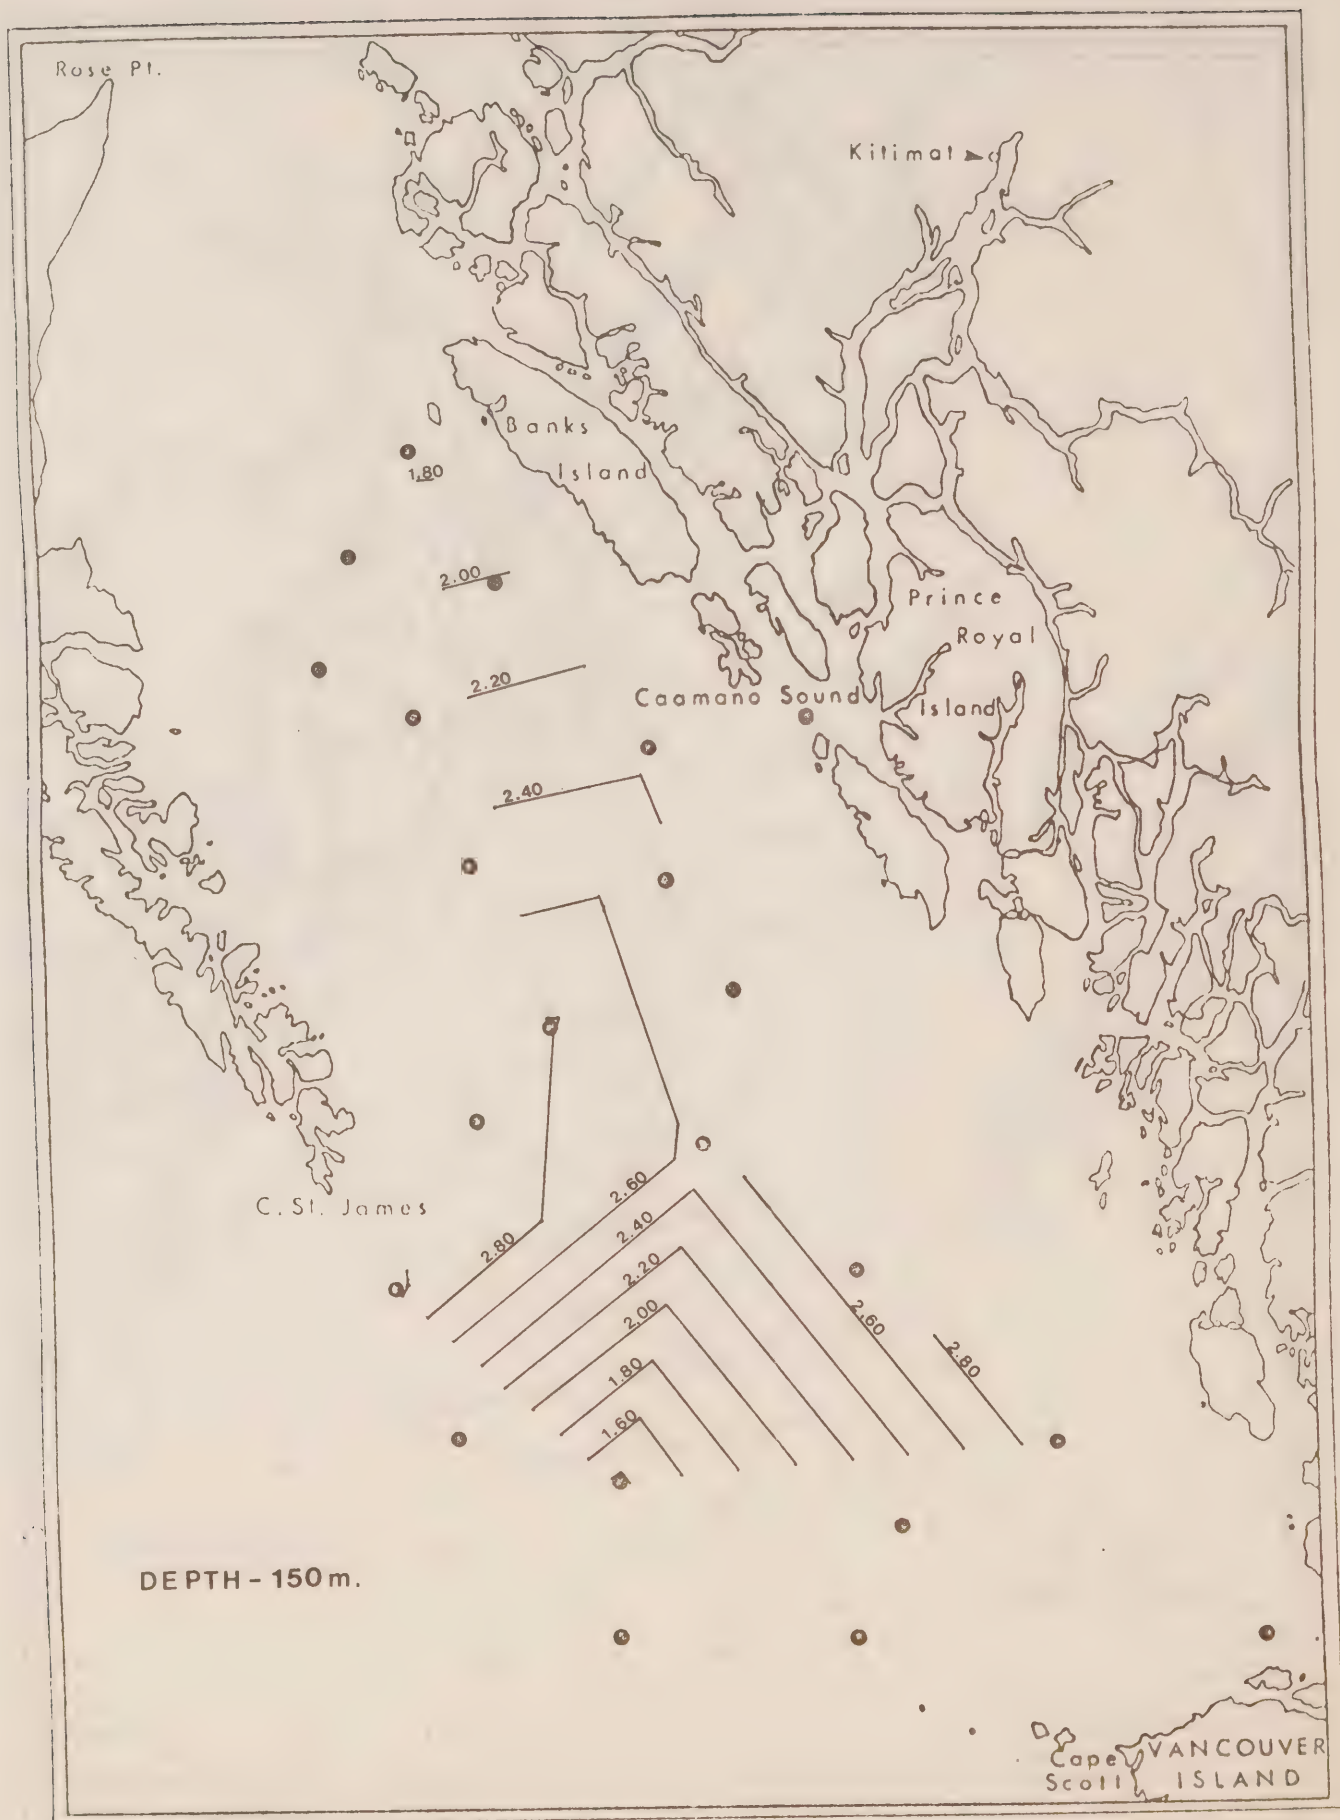 Rose Pt.
Kitimat
Banks
Island
1.80
2.00
Prince
Royal
Island
2.20
Caamano Sound
2.40
2.60
C. St. James
2.40
2.80
2.20
2.00
2.60
1.80
2.80
1.60
DEPTH - 150 m.
Cape
Scott
VANCOUVER
ISLAND